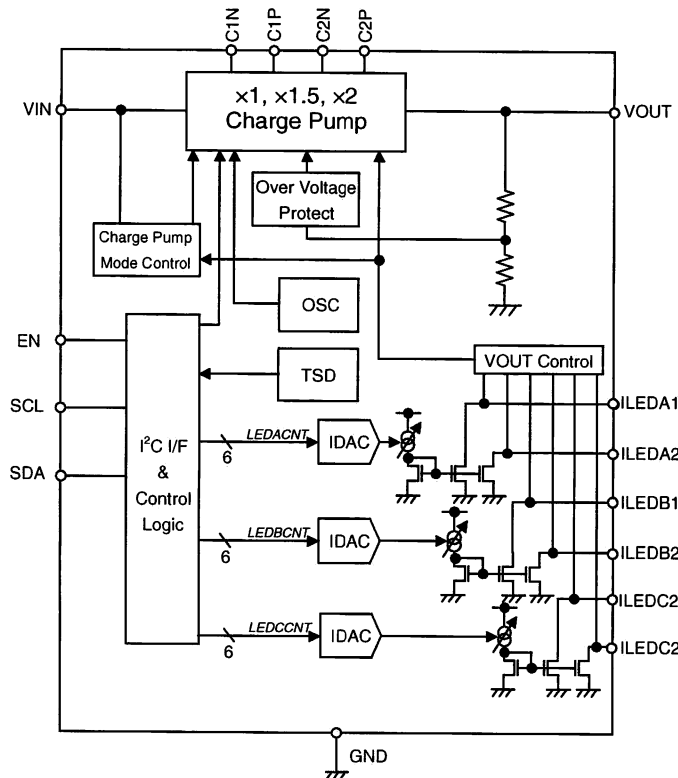 C1N C1P C2N C2P
×1, ×1.5, ×2
Charge Pump
VIN
VOUT
Over Voltage
Protect
Charge Pump
Mode Control
OSC
EN
VOUT Control
TSD
SCL
ILEDA1
I²C I/F
&
Control
Logic
LEDACNT
6
IDAC
ILEDA2
SDA
ILEDB1
LEDBCNT
6
IDAC
ILEDB2
ILEDC2
LEDCCNT
6
IDAC
ILEDC2
GND